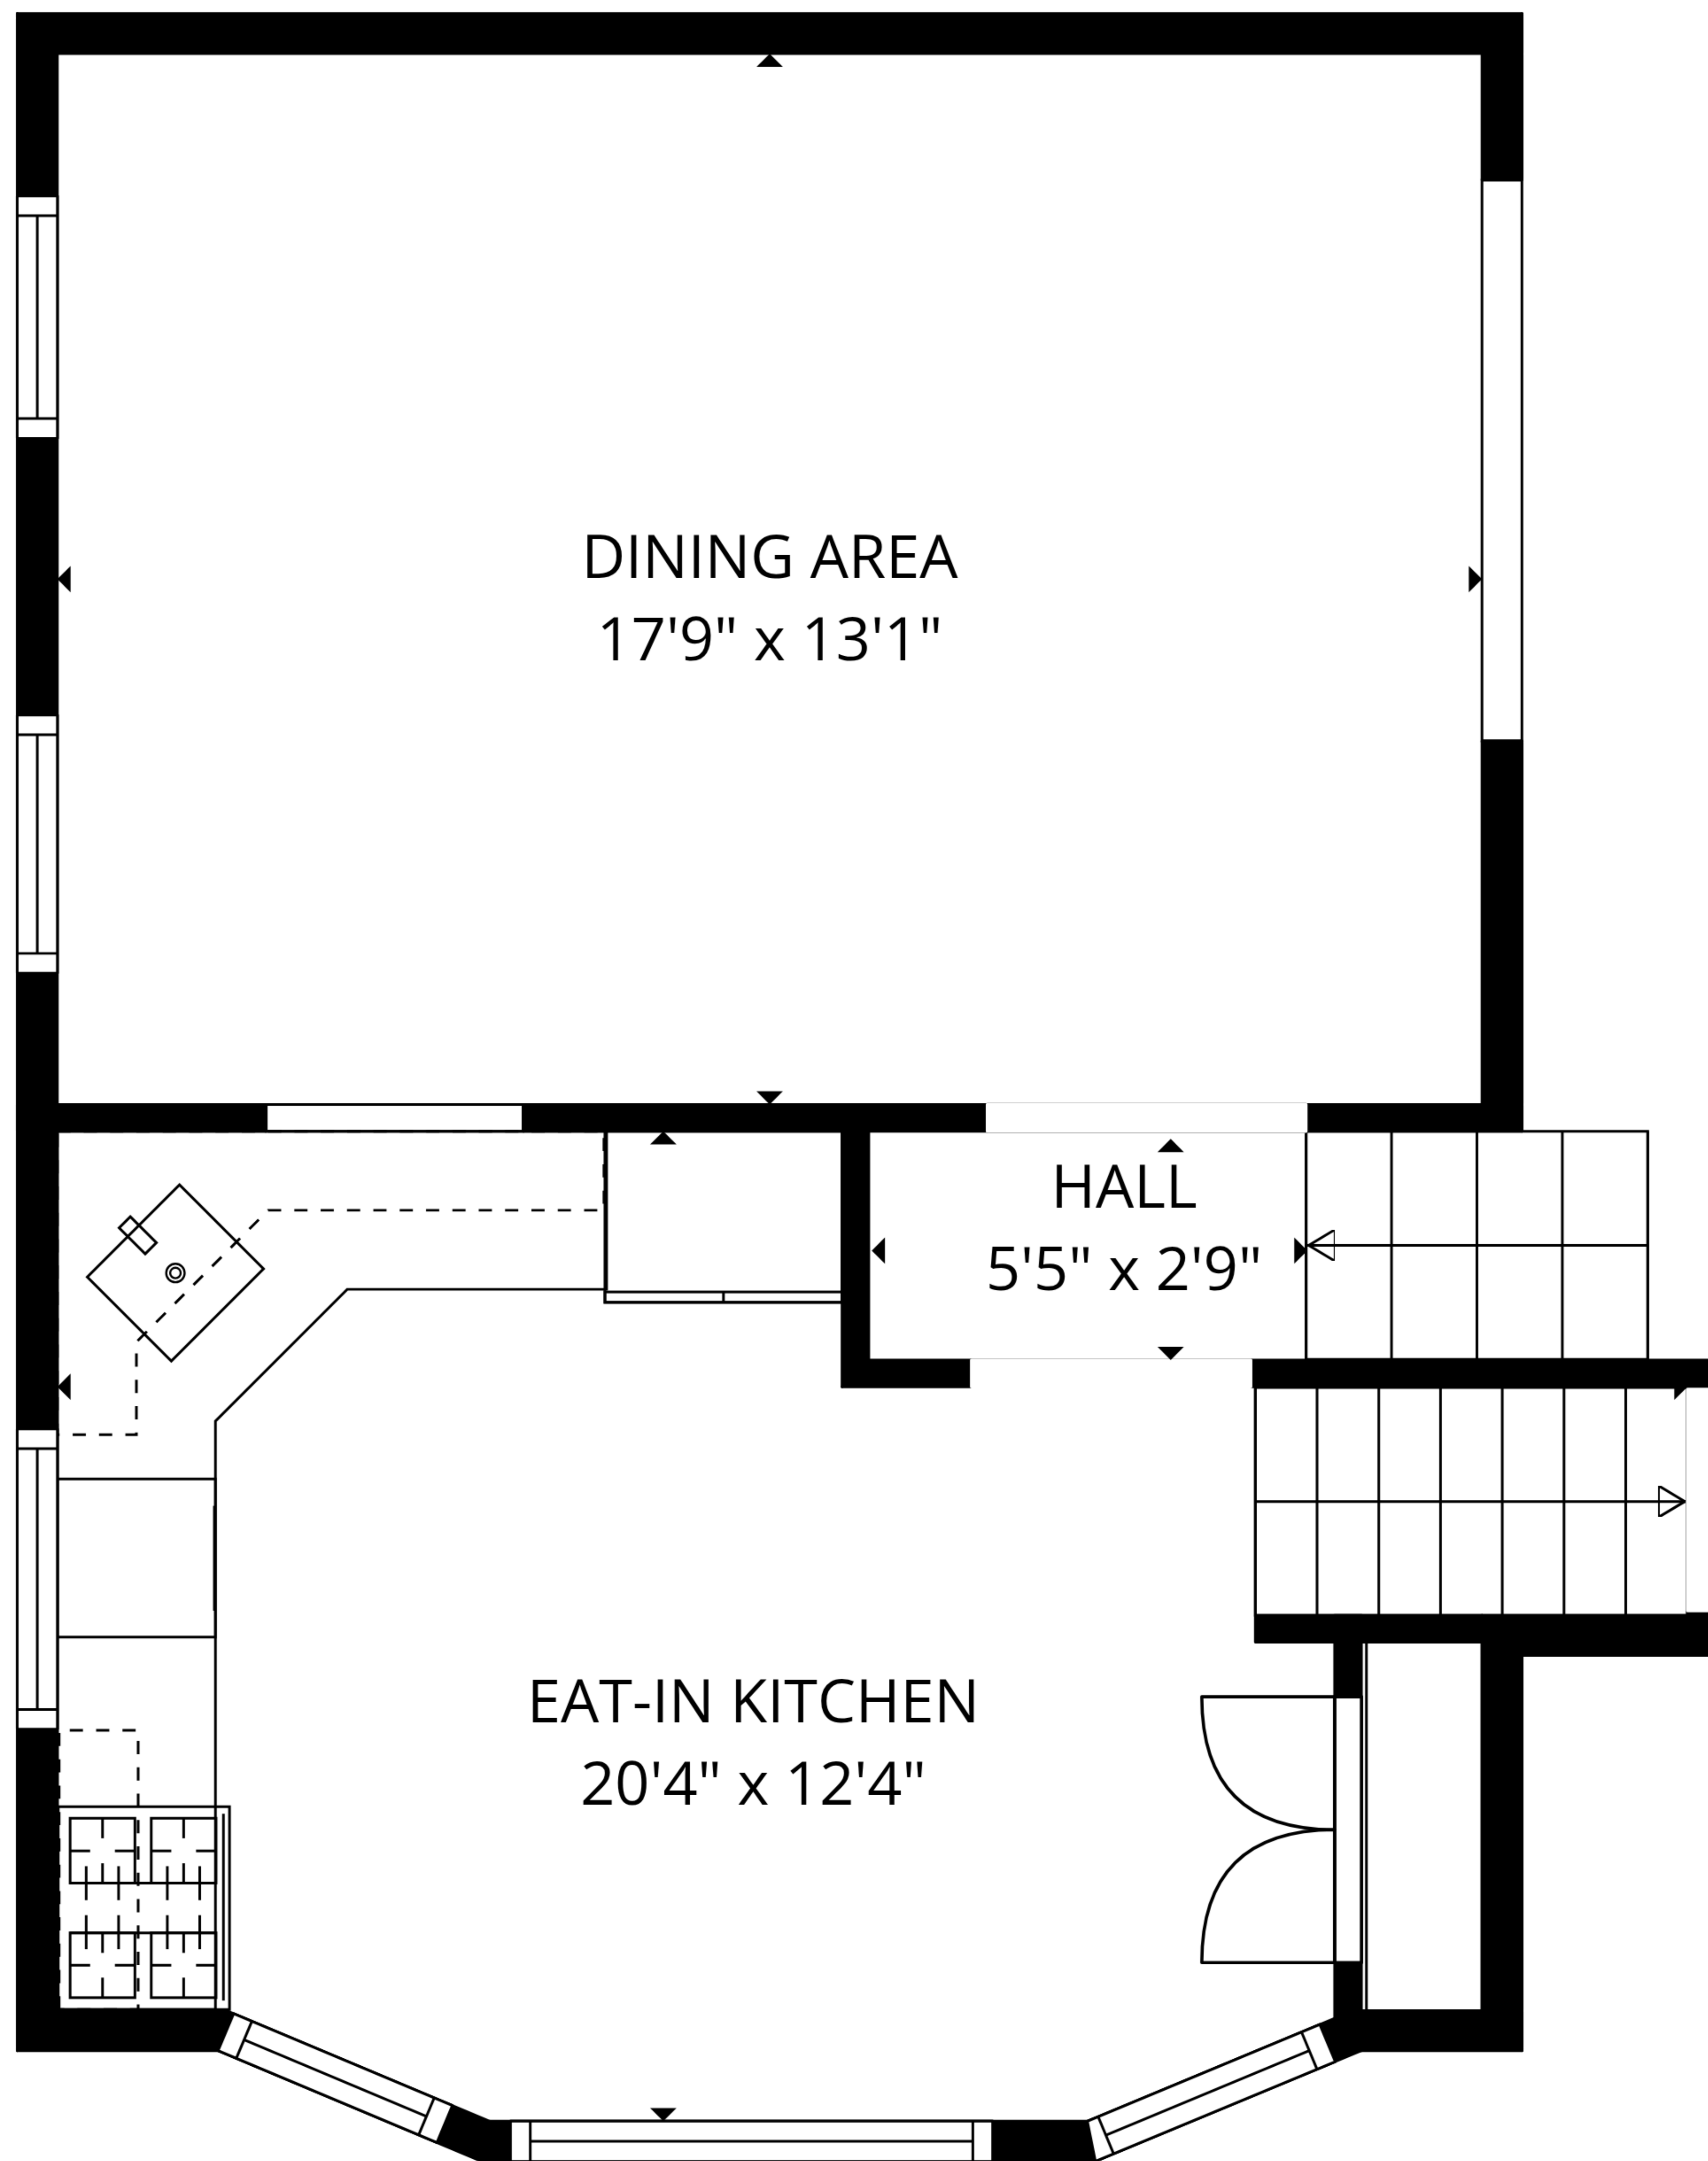 DINING AREA
17'9" x 13'1"
HALL
5'5" x 2'9"
EAT-IN KITCHEN
20'4" x 12'4"